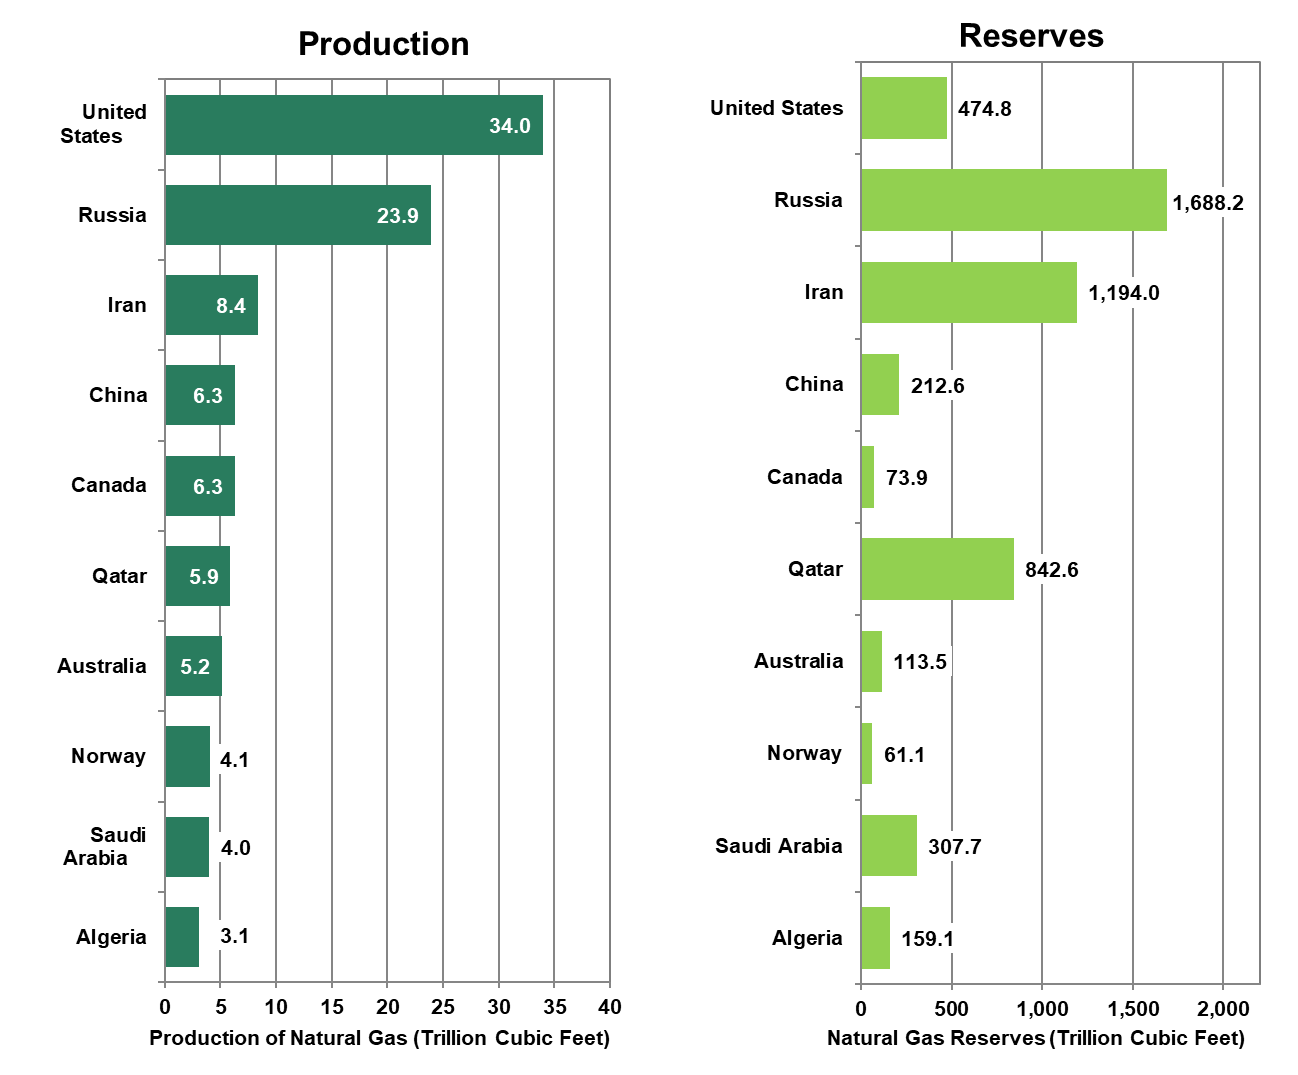 Production
United
States
34.0
Russia
23.9
Iran
8.4
China
6.3
Canada
6.3
Qatar
5.9
Australia
5.2
Norway
4.1
Saudi
Arabia
4.0
Algeria
3.1
0 5 10 15 20 25 30 35 40
Production of Natural Gas (Trillion Cubic Feet)
Reserves
United States
474.8
Russia
1,688.2
Iran
1,194.0
China
212.6
Canada
73.9
Qatar
842.6
Australia
113.5
Norway
61.1
Saudi Arabia
307.7
Algeria
159.1
0 500 1,000 1,500 2,000
Natural Gas Reserves (Trillion Cubic Feet)